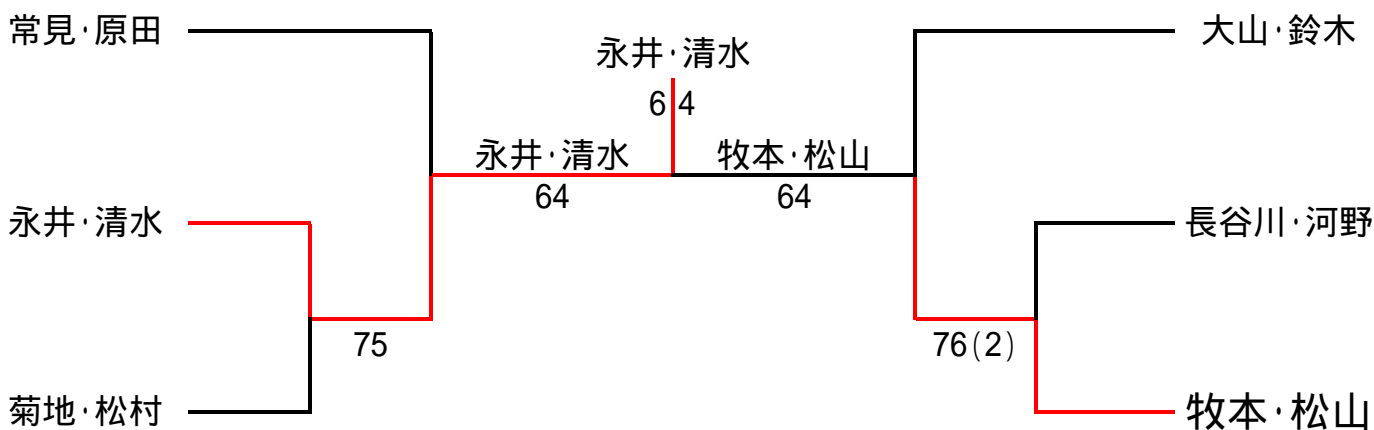 常見・原田
永井・清水
大山・鈴木
6 4
永井・清水
牧本・松山
64
64
永井・清水
長谷川・河野
75
76(2)
菊地・松村
牧本・松山